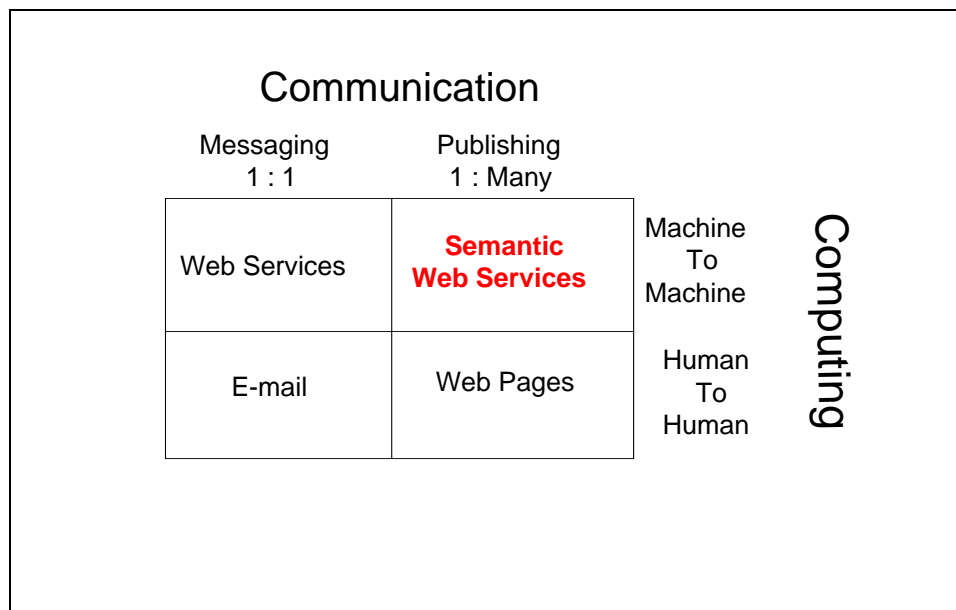 Communication
Messaging
1 : 1
Publishing
1 : Many
Web Services
Semantic
Web Services
Machine
To
Machine
E-mail
Web Pages
Human
To
Human
Computing